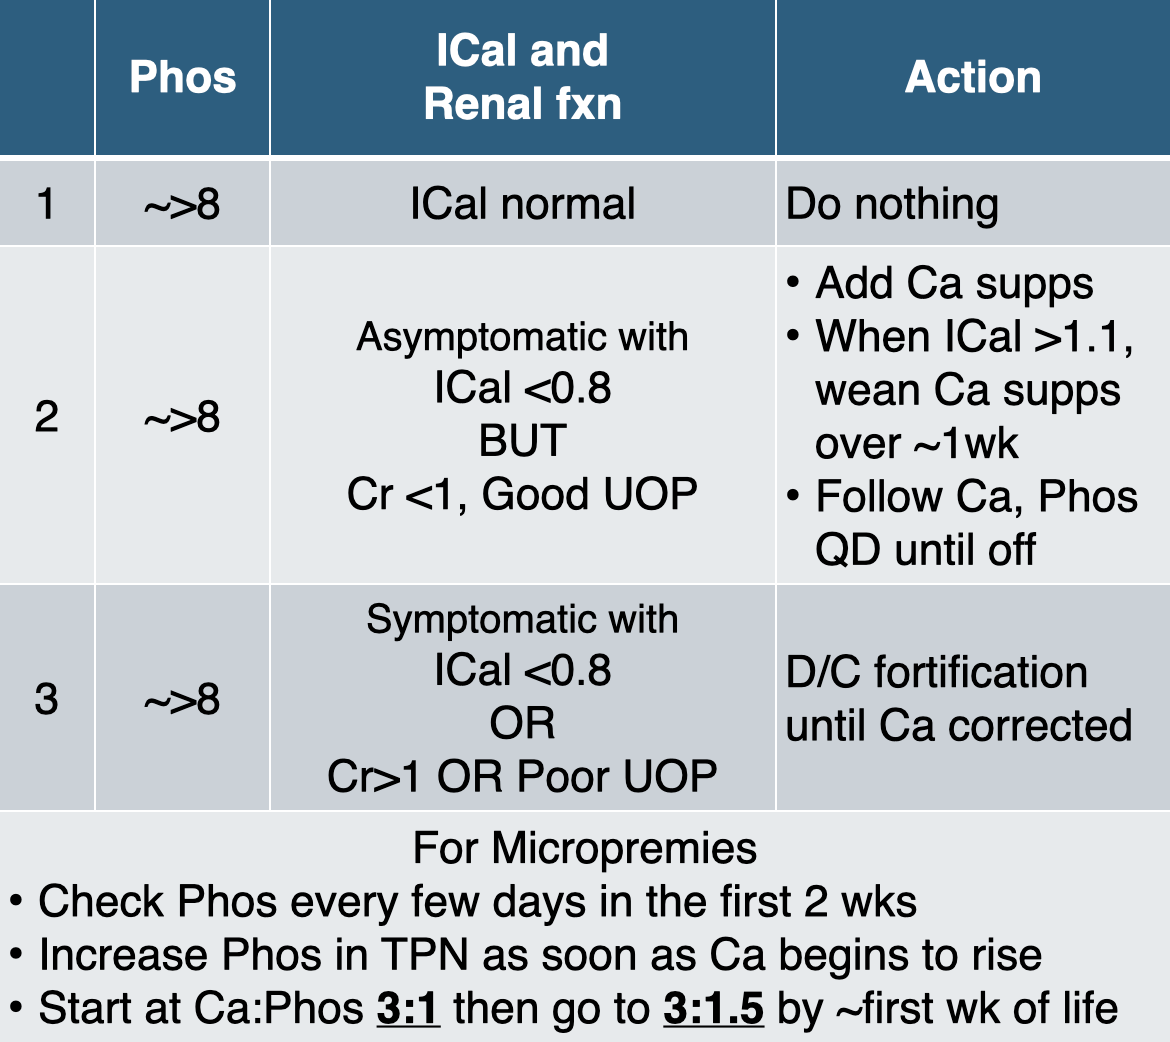 Phos
ICal and
Renal fxn
Action
1
~>8
ICal normal
Do nothing
2
~>8
Asymptomatic with
ICal <0.8
BUT
Cr <1, Good UOP
• Add Ca supps
• When ICal >1.1,
wean Ca supps
over ~1wk
• Follow Ca, Phos
QD until off
3
~>8
Symptomatic with
ICal <0.8
OR
Cr>1 OR Poor UOP
D/C fortification
until Ca corrected
For Micropremies
• Check Phos every few days in the first 2 wks
• Increase Phos in TPN as soon as Ca begins to rise
• Start at Ca:Phos 3:1 then go to 3:1.5 by ~first wk of life